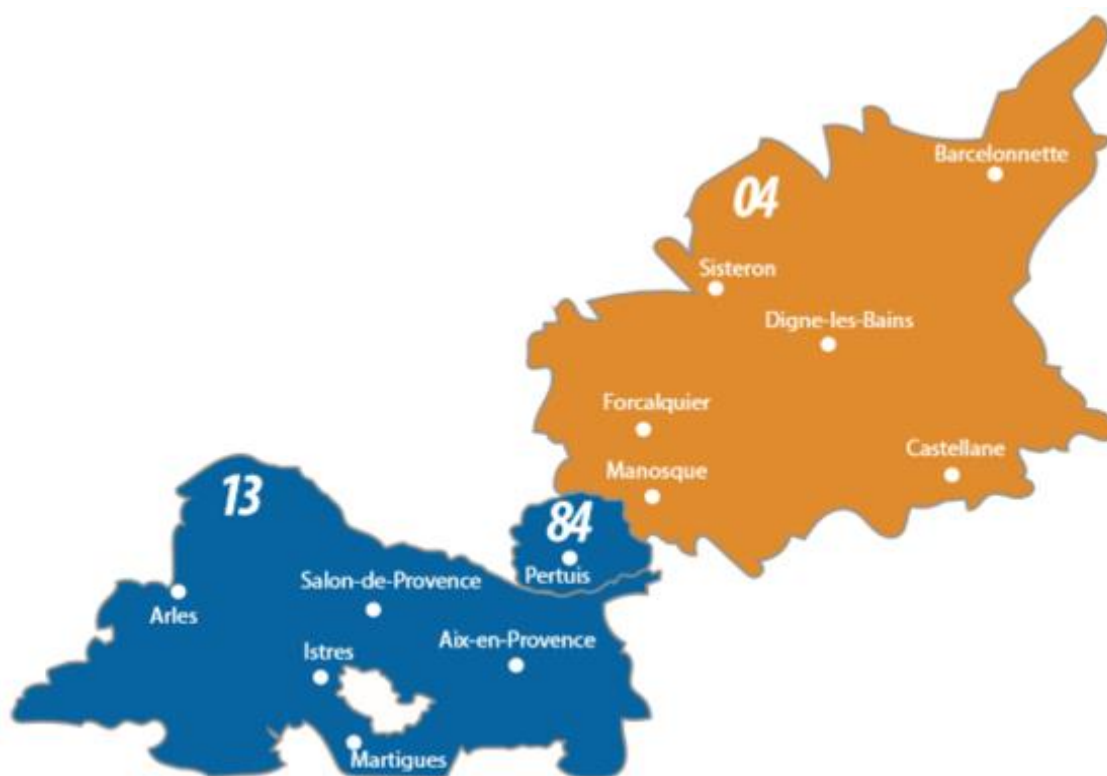 Barcelonnette
04
Sisteron
Digne-les-Bains
Forcalquier
Castellane
Manosque
13
84
Pertuis
Salon-de-Provence
Arles
Aix-en-Provence
Istres
Martigues